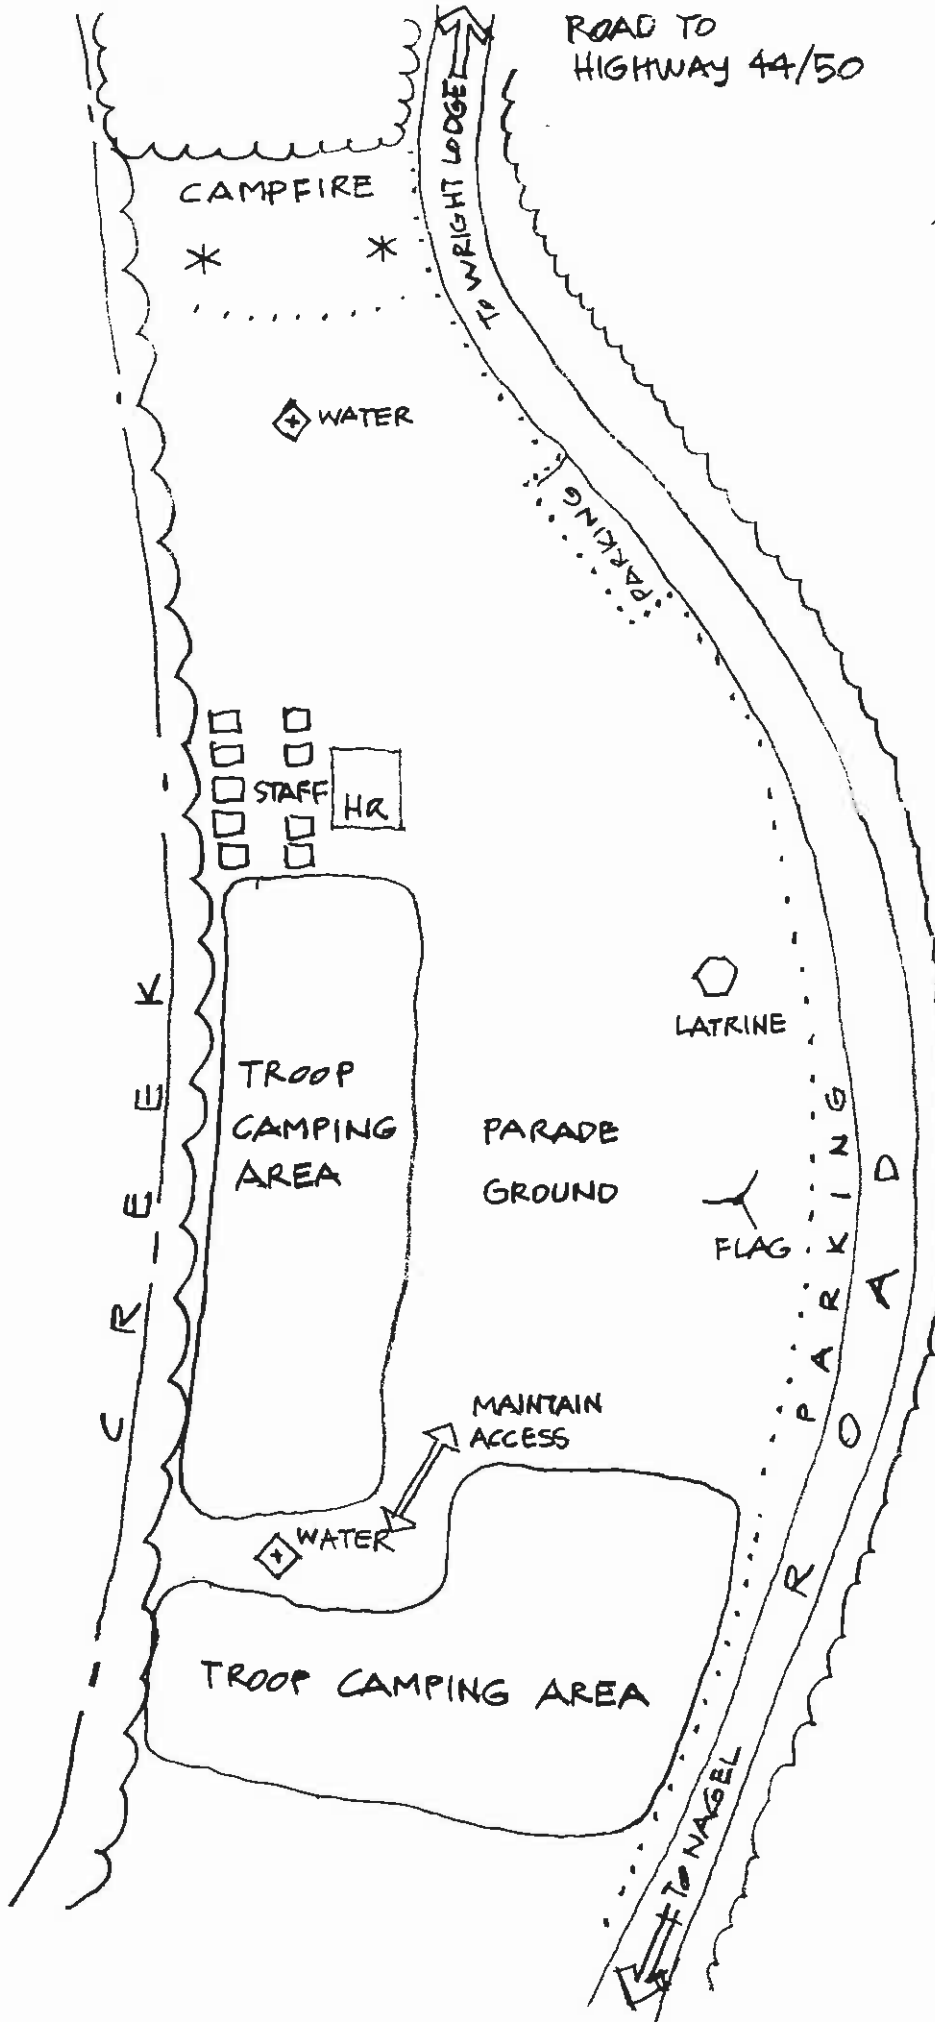 ROAD TO
HIGHWAY 44/50
TO WRIGHT LODGE
CAMPFIRE
WATER
PARKING
STAFF
HQ
CREEK
LATRINE
TROOP
CAMPING
AREA
PARADE
GROUND
FLAG
PARKING
ROAD
MAINTAIN
ACCESS
WATER
TROOP CAMPING AREA
TO NAGEL